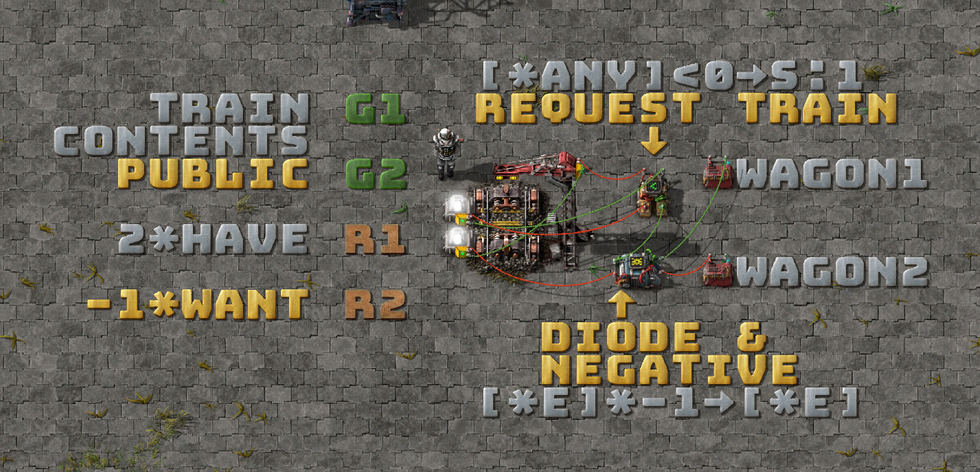 TRAIN CONTENTS G1
PUBLIC G2
2*HAVE R1
-1*WANT R2
[*ANY]<0→S:1
REQUEST TRAIN
↓
WAGON1
WAGON2
↑
DIODE &
NEGATIVE
[*E]*-1→[*E]